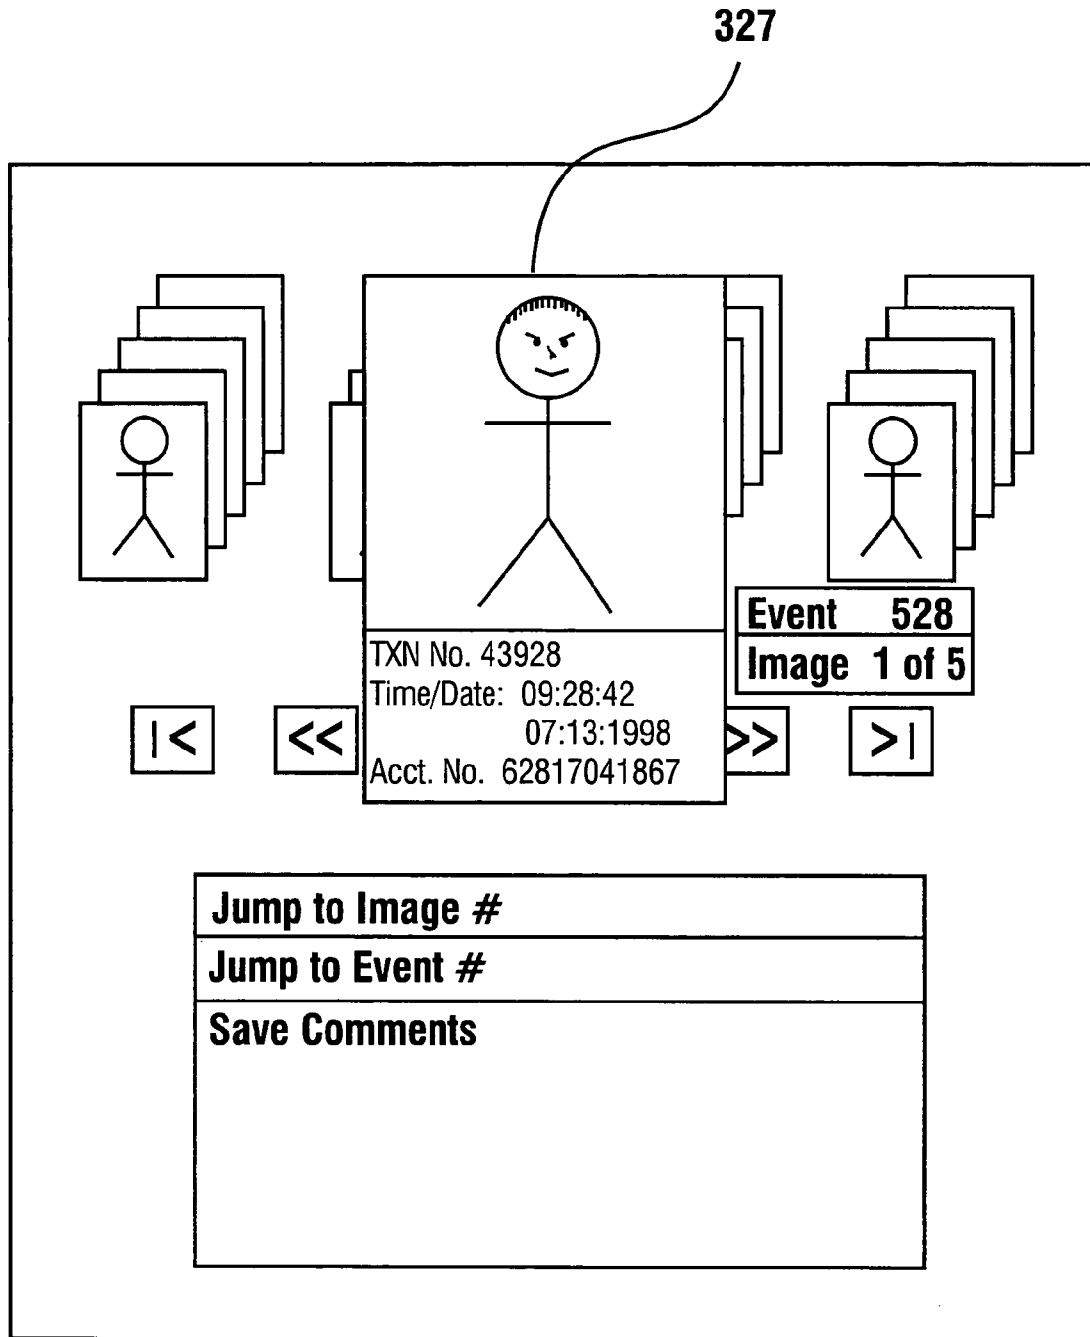 327
Event 528
Image 1 of 5
TXN No. 43928
Time/Date: 09:28:42
07:13:1998
Acct. No. 62817041867
|<
<<
>>
>|
Jump to Image #
Jump to Event #
Save Comments